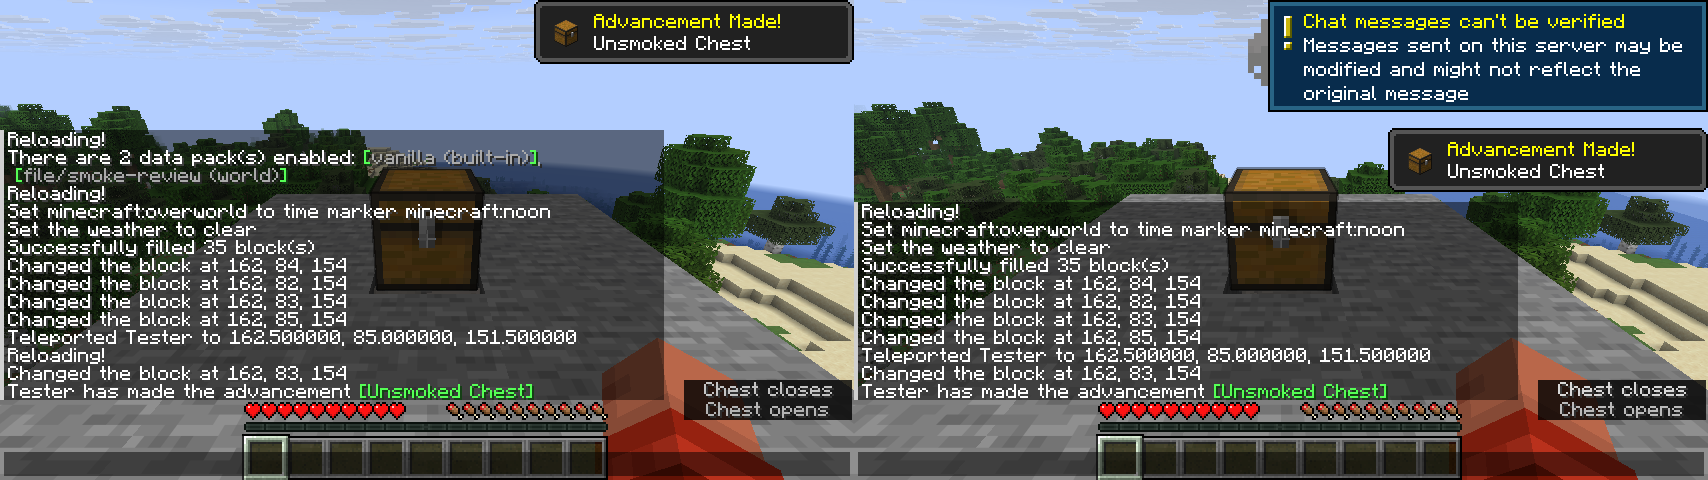 Advancement Made!
Unsmoked Chest
Reloading!
There are 2 data pack(s) enabled: [vanilla (built-in)],
[file/smoke-review (world)]
Reloading!
Set minecraft:overworld to time marker minecraft:noon
Set the weather to clear
Successfully filled 35 block(s)
Changed the block at 162, 84, 154
Changed the block at 162, 82, 154
Changed the block at 162, 83, 154
Changed the block at 162, 85, 154
Teleported Tester to 162.500000, 85.000000, 151.500000
Reloading!
Changed the block at 162, 83, 154
Tester has made the advancement [Unsmoked Chest]
Chest closes
Chest opens
Chat messages can't be verified
Messages sent on this server may be
modified and might not reflect the
original message
Advancement Made!
Unsmoked Chest
Reloading!
Set minecraft:overworld to time marker minecraft:noon
Set the weather to clear
Successfully filled 35 block(s)
Changed the block at 162, 84, 154
Changed the block at 162, 82, 154
Changed the block at 162, 83, 154
Changed the block at 162, 85, 154
Teleported Tester to 162.500000, 85.000000, 151.500000
Changed the block at 162, 83, 154
Tester has made the advancement [Unsmoked Chest]
Chest closes
Chest opens